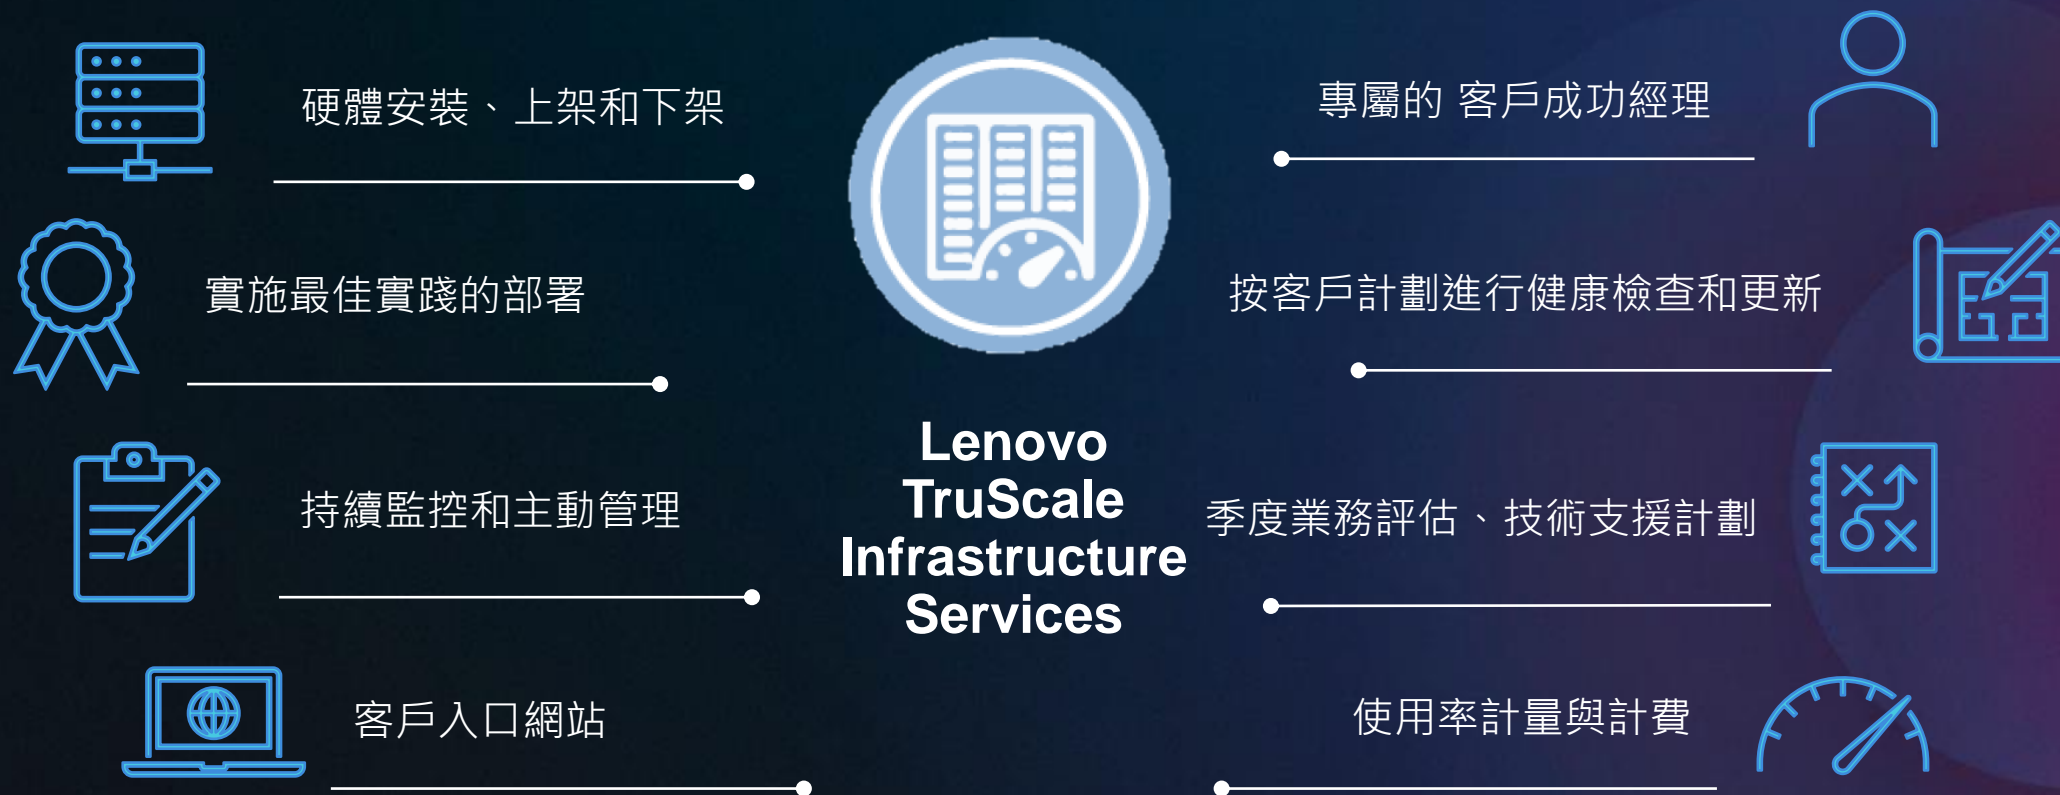 硬體安裝、上架和下架
實施最佳實踐的部署
持續監控和主動管理
客戶入口網站
Lenovo
TruScale
Infrastructure
Services
專屬的 客戶成功經理
按客戶計劃進行健康檢查和更新
季度業務評估、技術支援計劃
使用率計量與計費